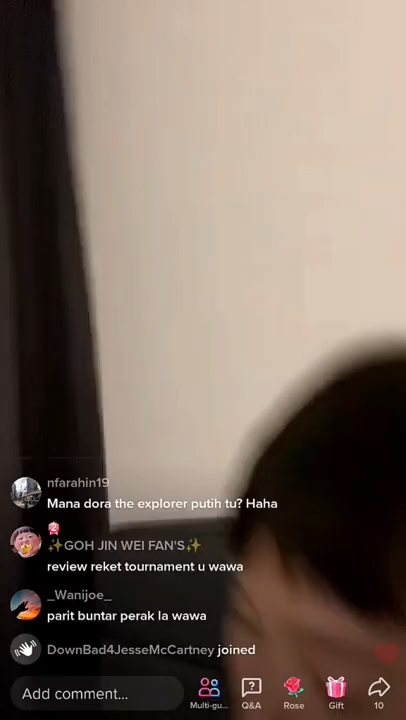 nfarahin19
Mana dora the explorer putih tu? Haha
2
✨GOH JIN WEI FAN'S✨
review reket tournament u wawa
_Wanijoe_
parit buntar perak la wawa
DownBad4JesseMcCartney joined
Add comment...
Multi-gu...
Q&A
Rose
Gift
10